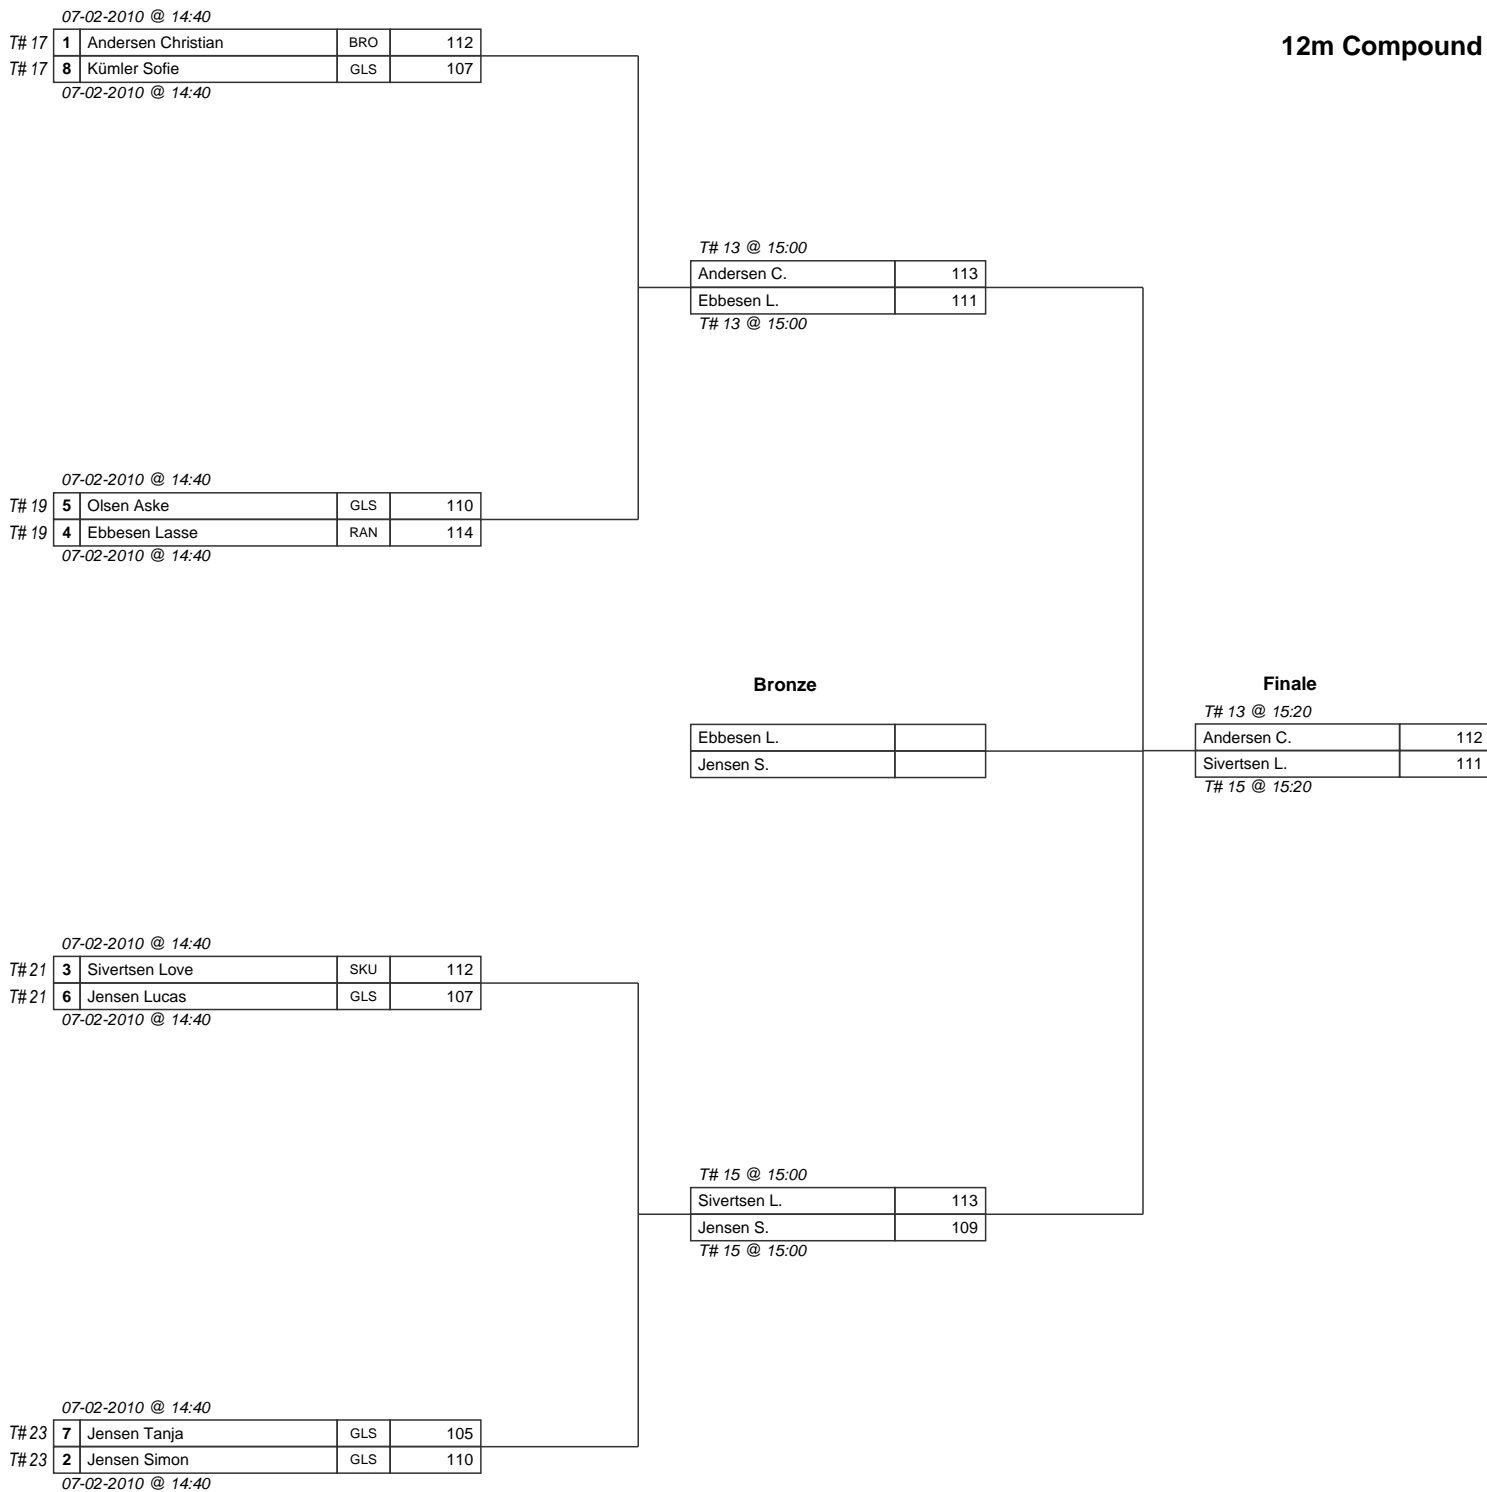 07-02-2010 @ 14:40
T# 17 1 Andersen Christian BRO 112
12m Compound
T# 17 8 Kümler Sofie GLS 107
07-02-2010 @ 14:40
T# 13 @ 15:00
Andersen C. 113
Ebbesen L. 111
T# 13 @ 15:00
07-02-2010 @ 14:40
T# 19 5 Olsen Aske GLS 110
T# 19 4 Ebbesen Lasse RAN 114
07-02-2010 @ 14:40
Bronze
Finale
T# 13 @ 15:20
Ebbesen L.
Andersen C. 112
Jensen S.
Sivertsen L. 111
T# 15 @ 15:20
07-02-2010 @ 14:40
T# 21 3 Sivertsen Love SKU 112
T# 21 6 Jensen Lucas GLS 107
07-02-2010 @ 14:40
T# 15 @ 15:00
Sivertsen L. 113
Jensen S. 109
T# 15 @ 15:00
07-02-2010 @ 14:40
T# 23 7 Jensen Tanja GLS 105
T# 23 2 Jensen Simon GLS 110
07-02-2010 @ 14:40